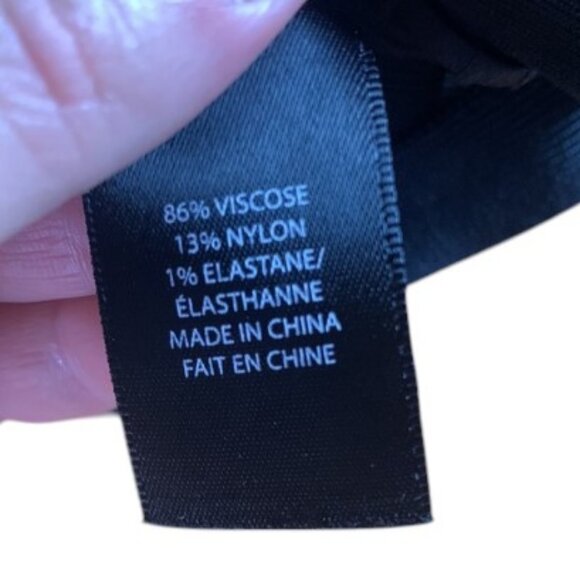 86% VISCOSE
13% NYLON
1% ELASTANE/
ÉLASTHANNE
MADE IN CHINA
FAIT EN CHINE